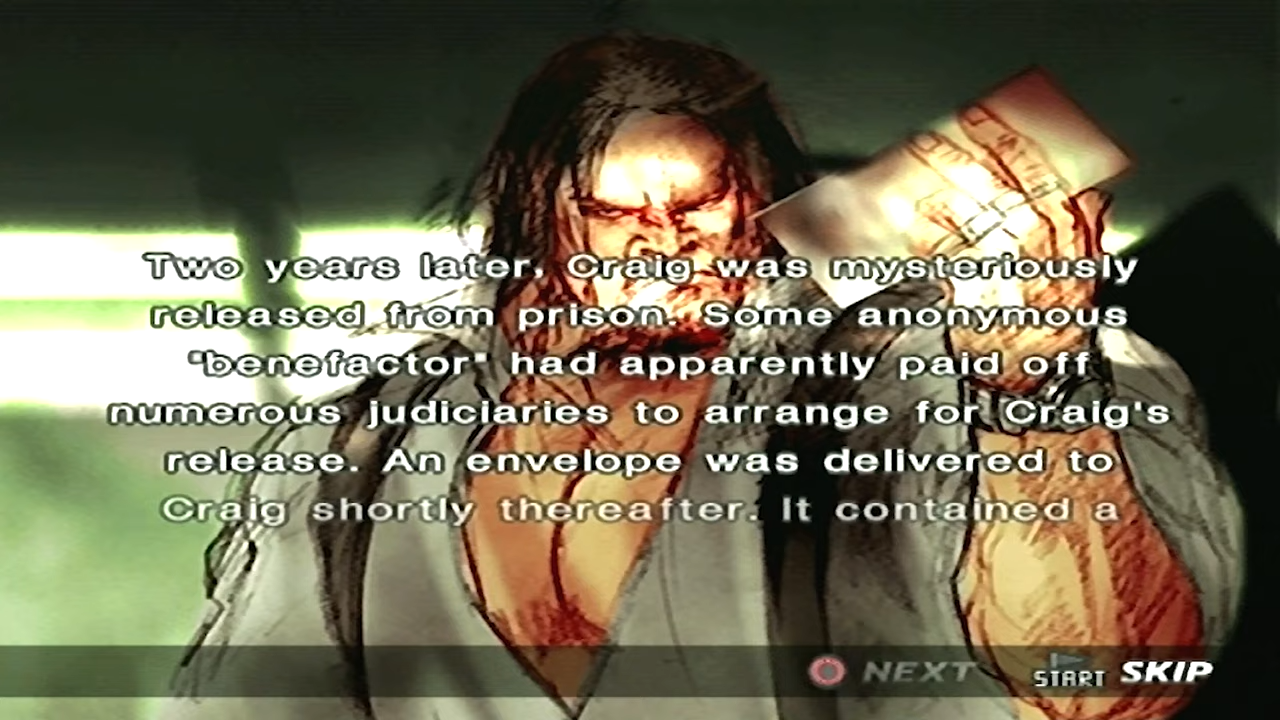 Two years later, Craig was mysteriously
released from prison. Some anonymous
"benefactor" had apparently paid off
numerous judiciaries to arrange for Craig's
release. An envelope was delivered to
Craig shortly thereafter. It contained a
NEXT START SKIP